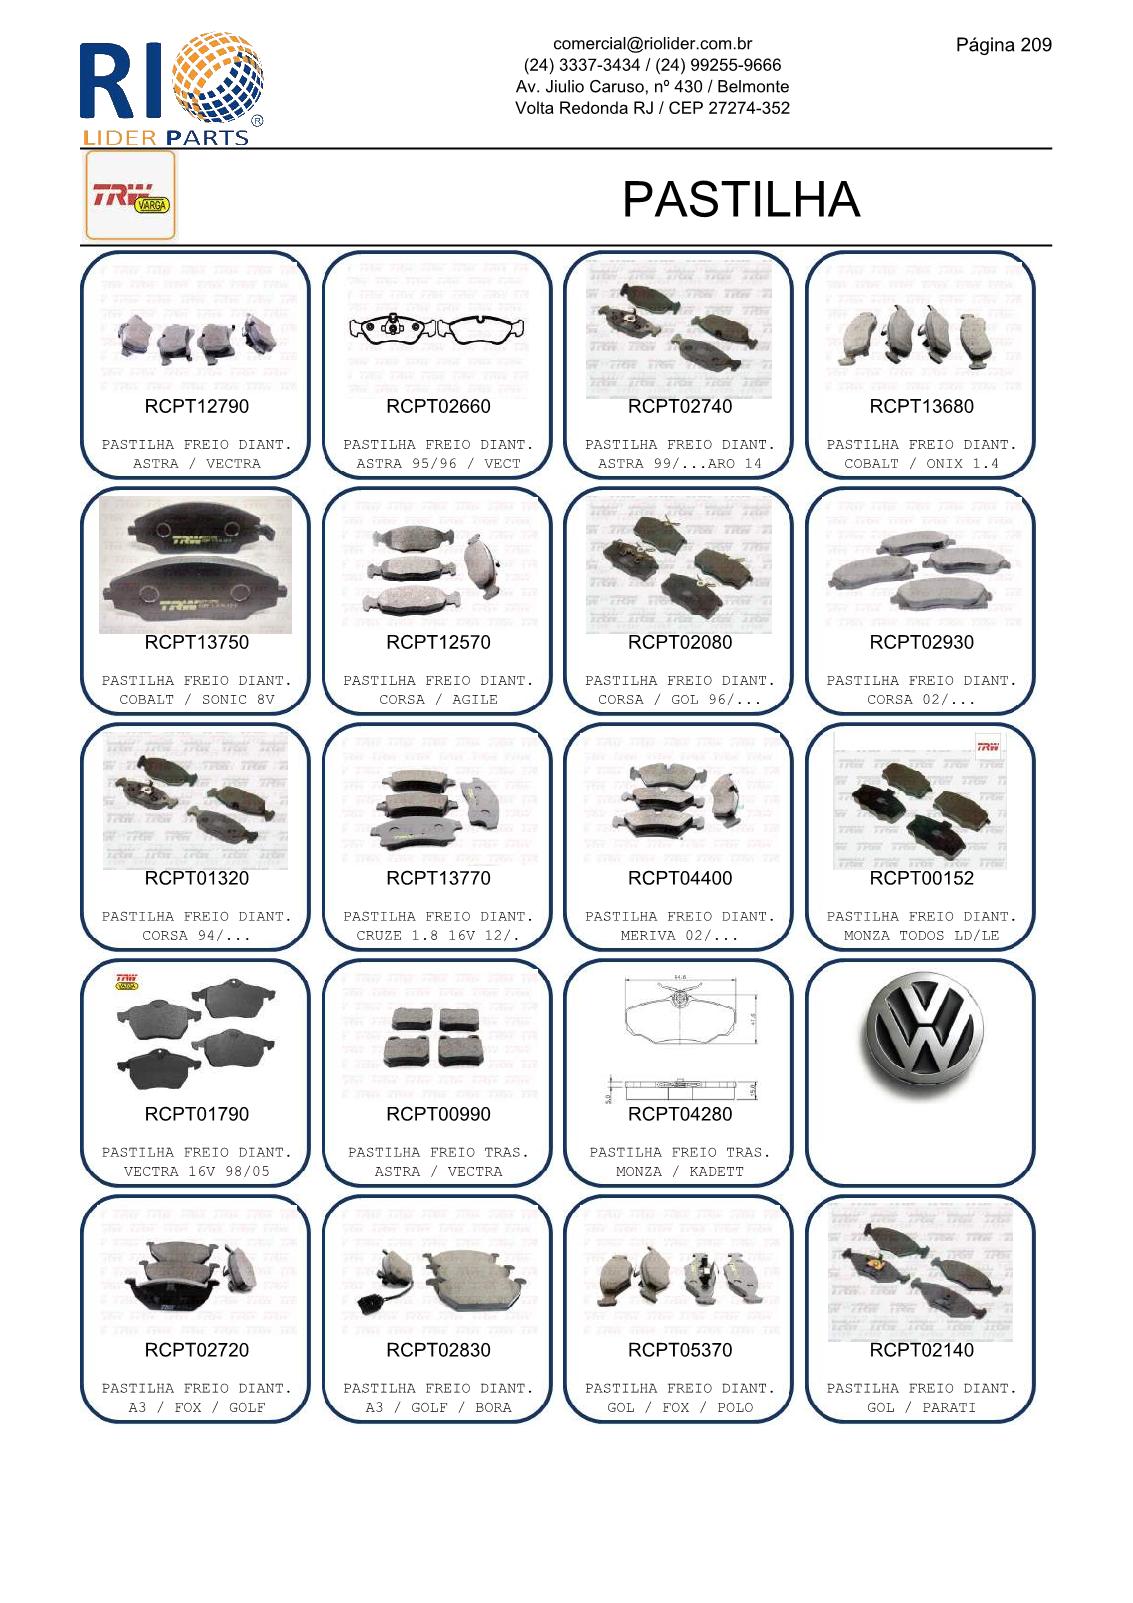 RIO
LIDER PARTS
comercial@riolider.com.br
(24) 3337-3434 / (24) 99255-9666
Av. Jiulio Caruso, nº 430 / Belmonte
Volta Redonda RJ / CEP 27274-352
Página 209
TRW
VARGA
PASTILHA
RCPT12790
PASTILHA FREIO DIANT.
ASTRA / VECTRA
RCPT02660
PASTILHA FREIO DIANT.
ASTRA 95/96 / VECT
RCPT02740
PASTILHA FREIO DIANT.
ASTRA 99/...ARO 14
RCPT13680
PASTILHA FREIO DIANT.
COBALT / ONIX 1.4
TRW
TRW
RCPT13750
PASTILHA FREIO DIANT.
COBALT / SONIC 8V
RCPT12570
PASTILHA FREIO DIANT.
CORSA / AGILE
RCPT02080
PASTILHA FREIO DIANT.
CORSA / GOL 96/...
RCPT02930
PASTILHA FREIO DIANT.
CORSA 02/...
RCPT01320
PASTILHA FREIO DIANT.
CORSA 94/...
RCPT13770
PASTILHA FREIO DIANT.
CRUZE 1.8 16V 12/.
RCPT04400
PASTILHA FREIO DIANT.
MERIVA 02/...
TRW
RCPT00152
PASTILHA FREIO DIANT.
MONZA TODOS LD/LE
TRW
VARGA
RCPT01790
PASTILHA FREIO DIANT.
VECTRA 16V 98/05
RCPT00990
PASTILHA FREIO TRAS.
ASTRA / VECTRA
RCPT04280
PASTILHA FREIO TRAS.
MONZA / KADETT
VW
RCPT02720
PASTILHA FREIO DIANT.
A3 / FOX / GOLF
RCPT02830
PASTILHA FREIO DIANT.
A3 / GOLF / BORA
RCPT05370
PASTILHA FREIO DIANT.
GOL / FOX / POLO
RCPT02140
PASTILHA FREIO DIANT.
GOL / PARATI